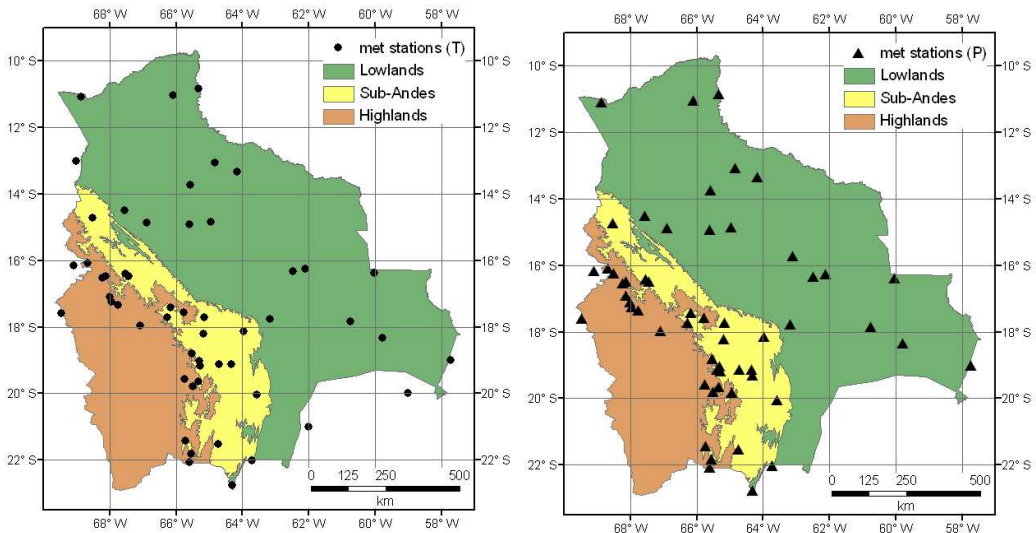 68° W 66° W 64° W 62° W 60° W 58° W
10° S
12° S
14° S
16° S
18° S
20° S
22° S
met stations (T)
Lowlands
Sub-Andes
Highlands
10° S
12° S
14° S
16° S
18° S
20° S
22° S
0 125 250 500
km
68° W 66° W 64° W 62° W 60° W 58° W
68° W 66° W 64° W 62° W 60° W 58° W
10° S
12° S
14° S
16° S
18° S
20° S
22° S
met stations (P)
Lowlands
Sub-Andes
Highlands
10° S
12° S
14° S
16° S
18° S
20° S
22° S
0 125 250 500
km
68° W 66° W 64° W 62° W 60° W 58° W